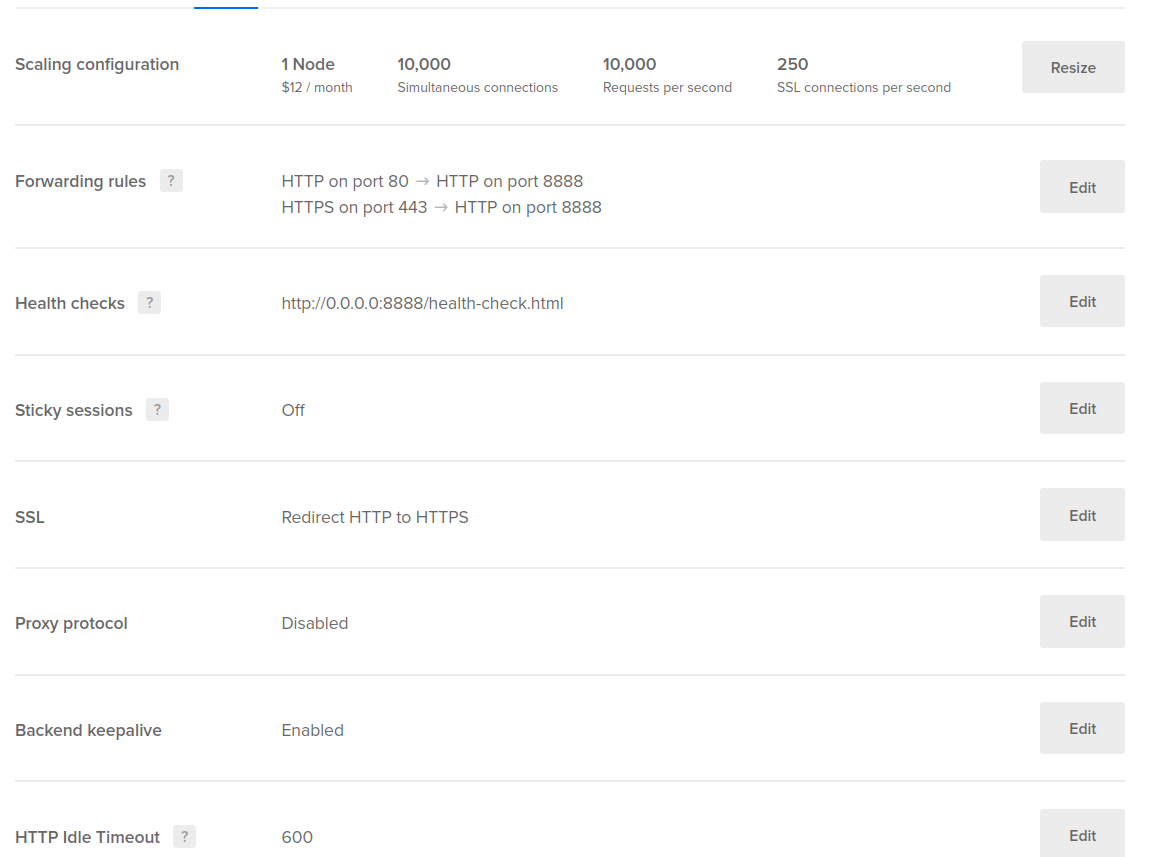 Scaling configuration
1 Node 10,000 10,000 250
$12 / month Simultaneous connections Requests per second SSL connections per second
Resize
Forwarding rules ?
HTTP on port 80 → HTTP on port 8888
HTTPS on port 443 → HTTP on port 8888
Edit
Health checks ?
http://0.0.0.0:8888/health-check.html
Edit
Sticky sessions ?
Off
Edit
SSL
Redirect HTTP to HTTPS
Edit
Proxy protocol
Disabled
Edit
Backend keepalive
Enabled
Edit
HTTP Idle Timeout ?
600
Edit